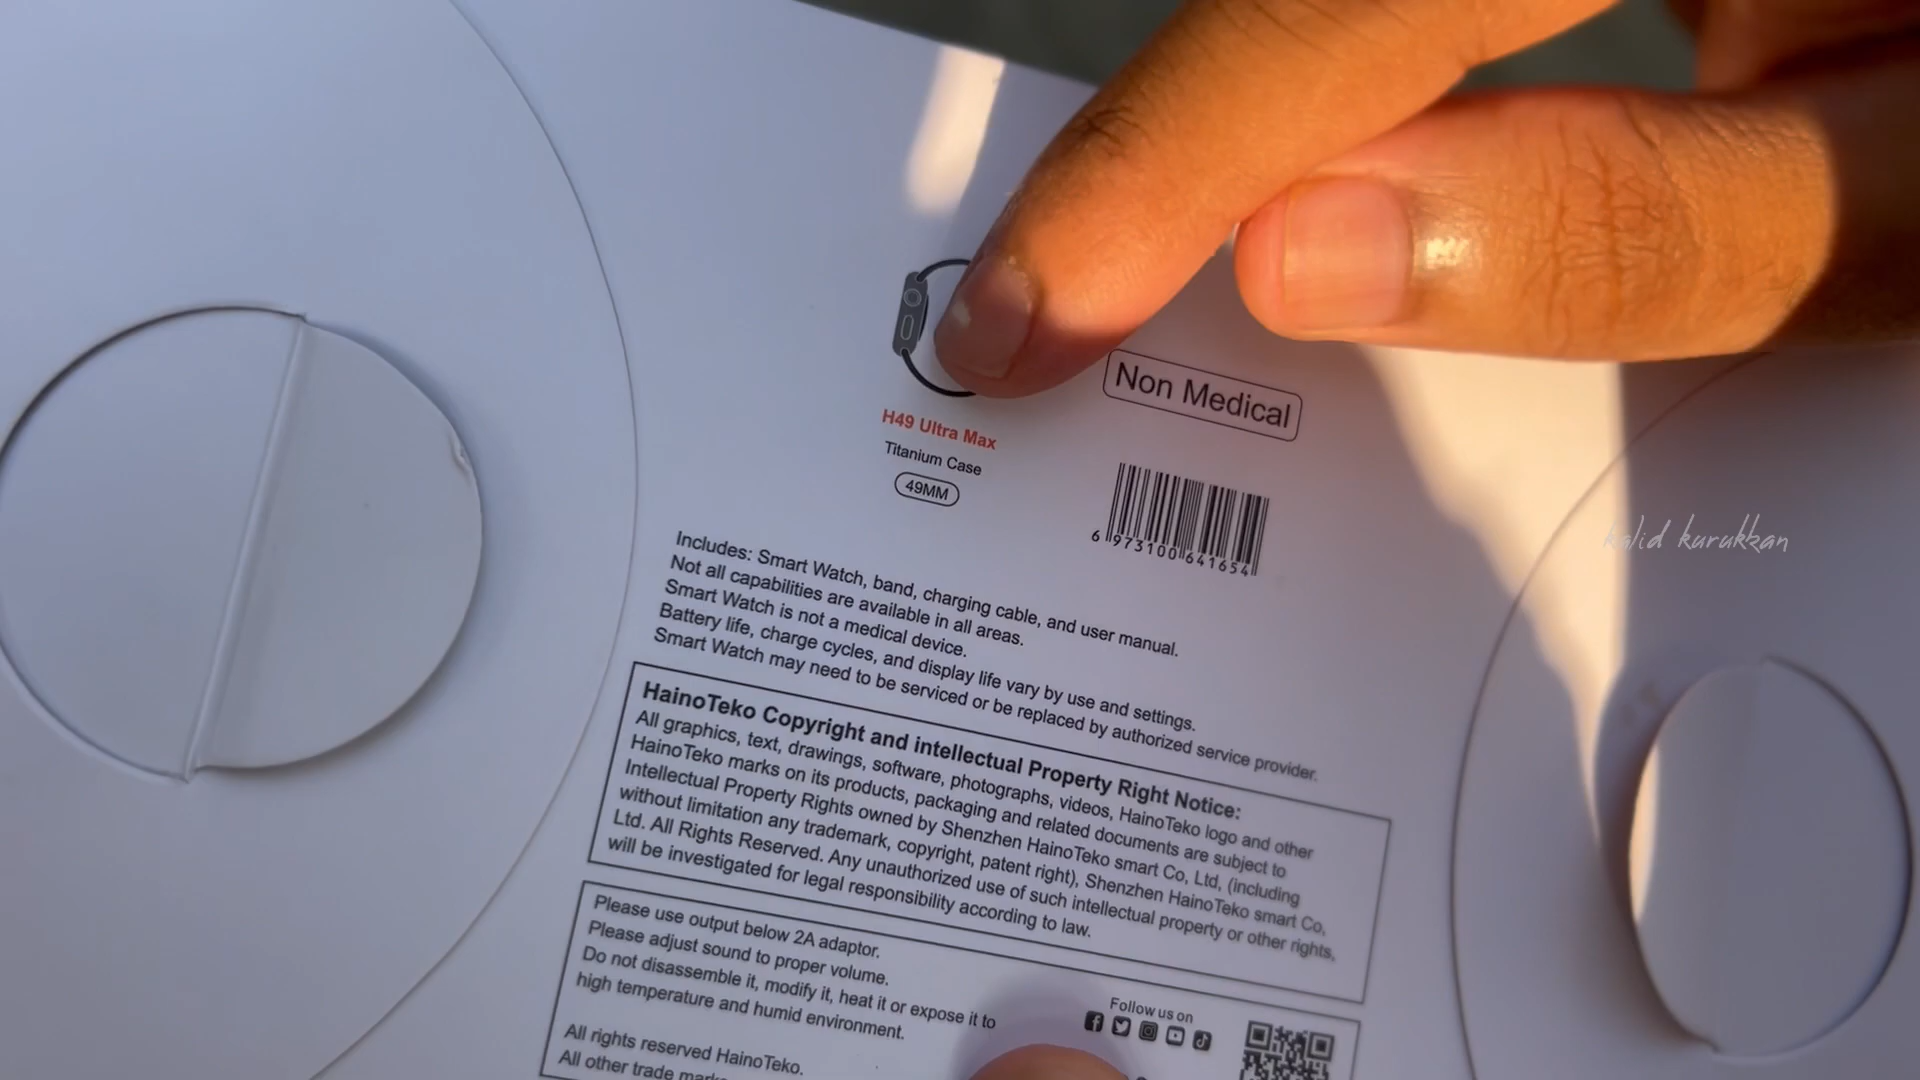 Non Medical
H49 Ultra Max
Titanium Case
49MM
6 973100 641654
Includes: Smart Watch, band, charging cable, and user manual.
Not all capabilities are available in all areas.
Smart Watch is not a medical device.
Battery life, charge cycles, and display life vary by use and settings.
Smart Watch may need to be serviced or be replaced by authorized service provider.
HainoTeko Copyright and intellectual Property Right Notice:
All graphics, text, drawings, software, photographs, videos, HainoTeko logo and other
HainoTeko marks on its products, packaging and related documents are subject to
Intellectual Property Rights owned by Shenzhen HainoTeko smart Co, Ltd, (including
without limitation any trademark, copyright, patent right), Shenzhen HainoTeko smart Co,
Ltd. All Rights Reserved. Any unauthorized use of such intellectual property or other rights,
will be investigated for legal responsibility according to law.
Please use output below 2A adaptor.
Please adjust sound to proper volume.
Do not disassemble it, modify it, heat it or expose it to
high temperature and humid environment.
All rights reserved HainoTeko.
All other trade
Follow us on
kalid kurukkan